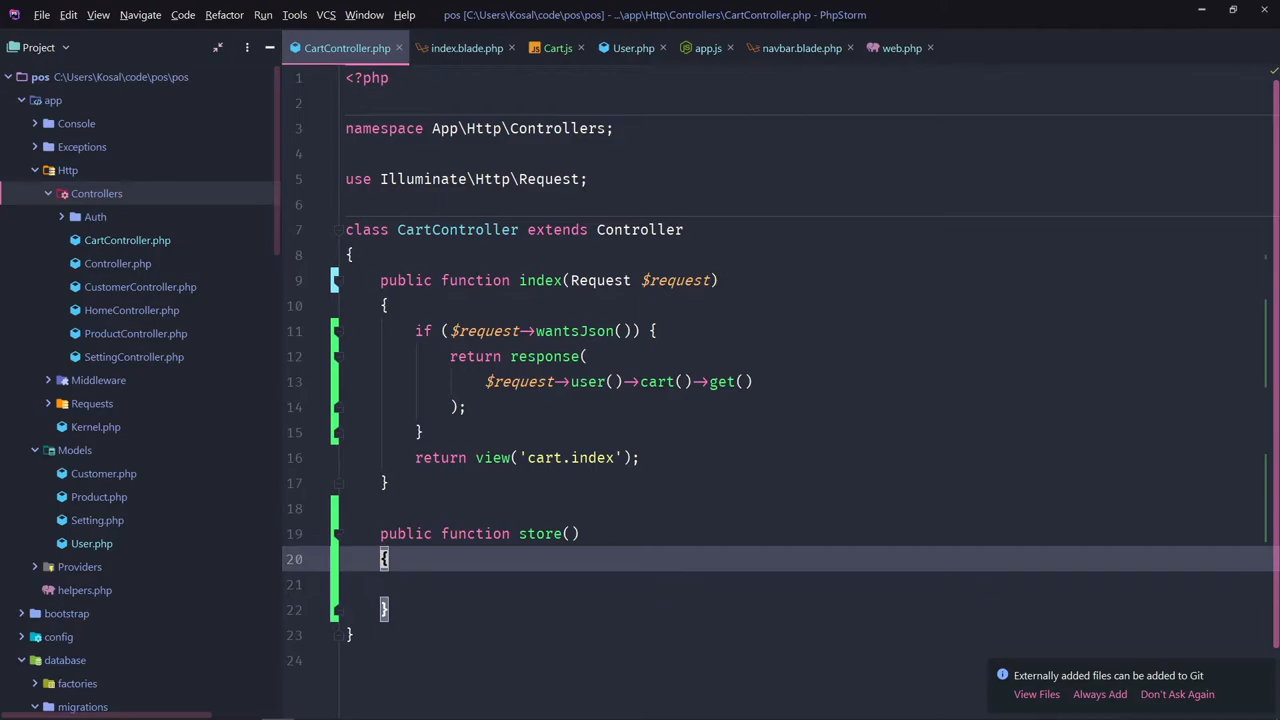 File Edit View Navigate Code Refactor Run Tools VCS Window Help pos [C:\Users\Kosal\code\pos\pos] - ...\app\Http\Controllers\CartController.php - PhpStorm
Project CartController.php index.blade.php Cart.js User.php app.js navbar.blade.php web.php
pos C:\Users\Kosal\code\pos\pos
app
Console
Exceptions
Http
Controllers
Auth
CartController.php
Controller.php
CustomerController.php
HomeController.php
ProductController.php
SettingController.php
Middleware
Requests
Kernel.php
Models
Customer.php
Product.php
Setting.php
User.php
Providers
helpers.php
bootstrap
config
database
factories
migrations
1 <?php
2
3 namespace App\Http\Controllers;
4
5 use Illuminate\Http\Request;
6
7 class CartController extends Controller
8 {
9 public function index(Request $request)
10 {
11 if ($request->wantsJson()) {
12 return response(
13 $request->user()->cart()->get()
14 );
15 }
16 return view('cart.index');
17 }
18
19 public function store()
20 {
21
22 }
23 }
24
Externally added files can be added to Git
View Files Always Add Don't Ask Again